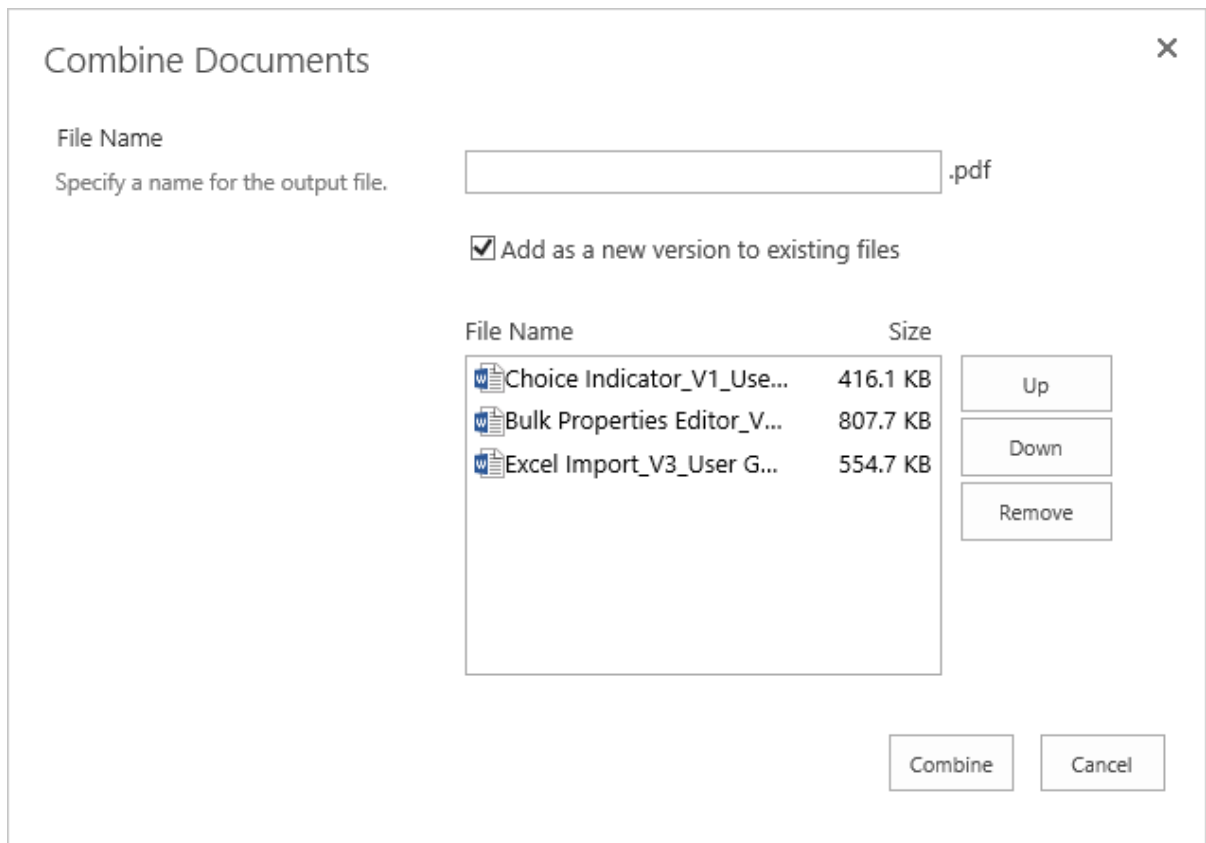 Combine Documents
File Name
Specify a name for the output file.
.pdf
Add as a new version to existing files
File Name Size
Choice Indicator_V1_Use... 416.1 KB
Bulk Properties Editor_V... 807.7 KB
Excel Import_V3_User G... 554.7 KB
Up
Down
Remove
Combine Cancel